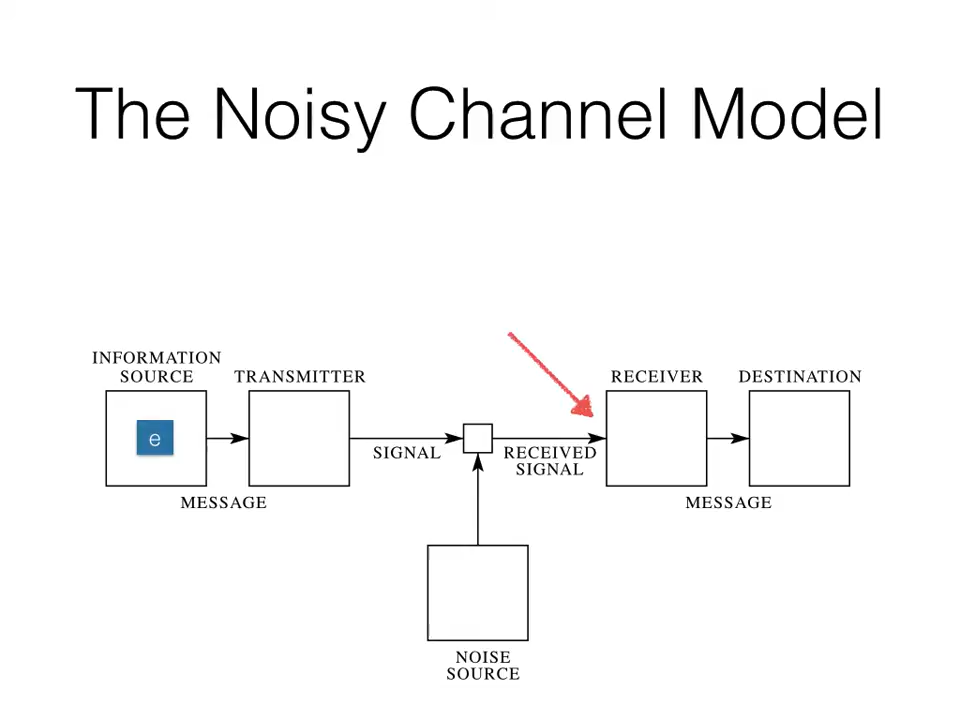 The Noisy Channel Model
INFORMATION
SOURCE
TRANSMITTER
RECEIVER
DESTINATION
e
SIGNAL
RECEIVED
SIGNAL
MESSAGE
MESSAGE
NOISE
SOURCE